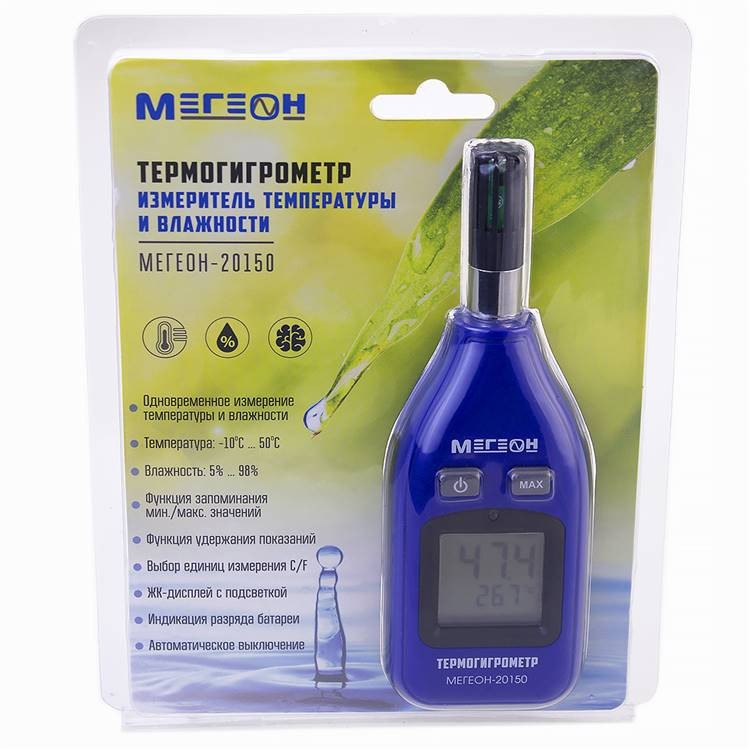 МЕГЕОН
ТЕРМОГИГРОМЕТР
ИЗМЕРИТЕЛЬ ТЕМПЕРАТУРЫ
И ВЛАЖНОСТИ
МЕГЕОН-20150
%
• Одновременное измерение
температуры и влажности
• Температура: -10°C ... 50°C
• Влажность: 5% ... 98%
• Функция запоминания
мин./макс. значений
• Функция удержания показаний
• Выбор единиц измерения C/F
• ЖК-дисплей с подсветкой
• Индикация разряда батареи
• Автоматическое выключение
МЕГЕОН
MAX
47.4
26.7
ТЕРМОГИГРОМЕТР
МЕГЕОН-20150